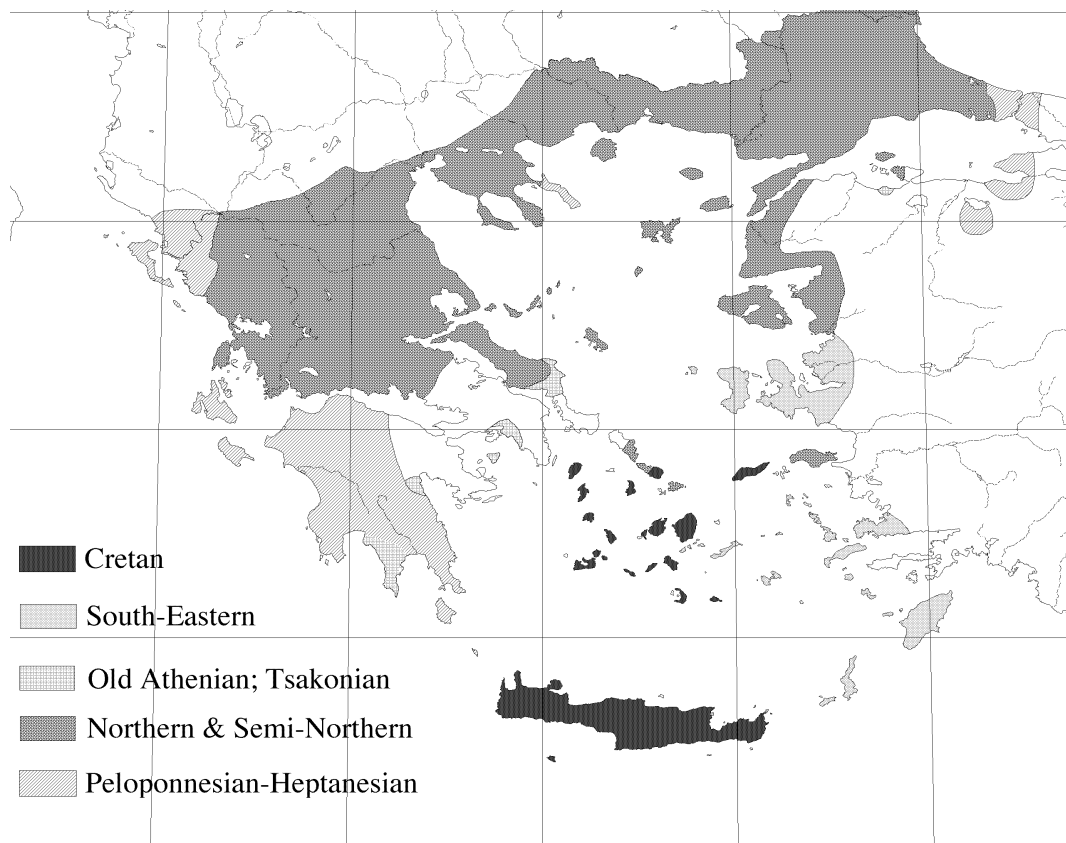 Cretan
South-Eastern
Old Athenian; Tsakonian
Northern & Semi-Northern
Peloponnesian-Heptanesian